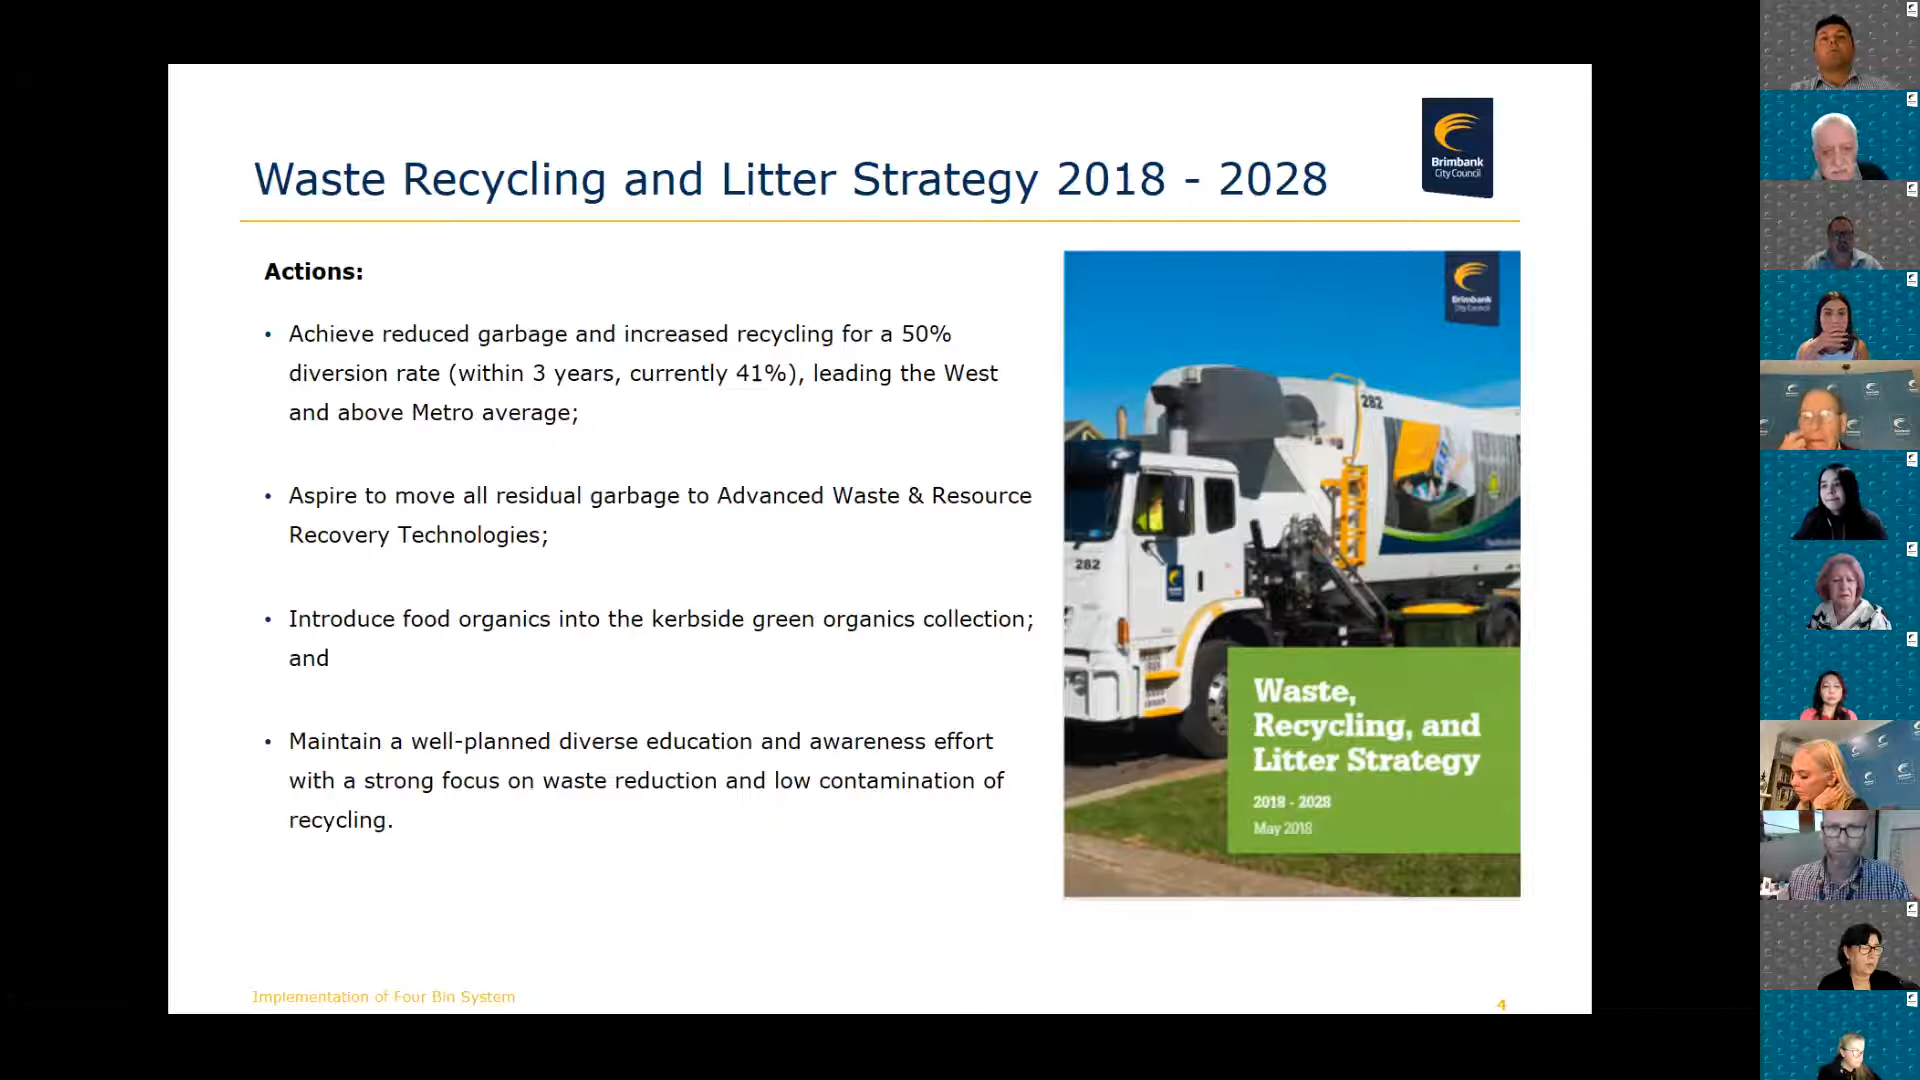 Waste Recycling and Litter Strategy 2018 - 2028
Brimbank
City Council
Actions:
• Achieve reduced garbage and increased recycling for a 50%
diversion rate (within 3 years, currently 41%), leading the West
and above Metro average;
• Aspire to move all residual garbage to Advanced Waste & Resource
Recovery Technologies;
• Introduce food organics into the kerbside green organics collection;
and
• Maintain a well-planned diverse education and awareness effort
with a strong focus on waste reduction and low contamination of
recycling.
Brimbank
City Council
282
282
Waste,
Recycling, and
Litter Strategy
2018 - 2028
May 2018
Implementation of Four Bin System
4